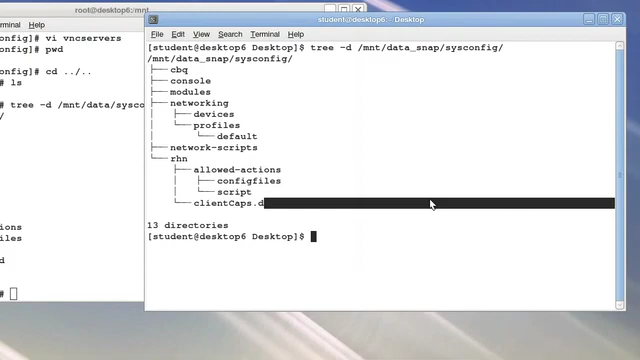 root@desktop6:~
Terminal Help
onfig]# vi vncservers
onfig]# pwd
onfig]# cd ../..
# ls
# tree -d /mnt/data/sysco
/
ions
iles
d
#
student@desktop6:~ Desktop
File Edit View Search Terminal Help
[student@desktop6 Desktop]$ tree -d /mnt/data_snap/sysconfig/
/mnt/data_snap/sysconfig/
├── cbq
├── console
├── modules
├── networking
│   ├── devices
│   └── profiles
│       └── default
├── network-scripts
└── rhn
    ├── allowed-actions
    │   ├── configfiles
    │   └── script
    └── clientCaps.d
13 directories
[student@desktop6 Desktop]$